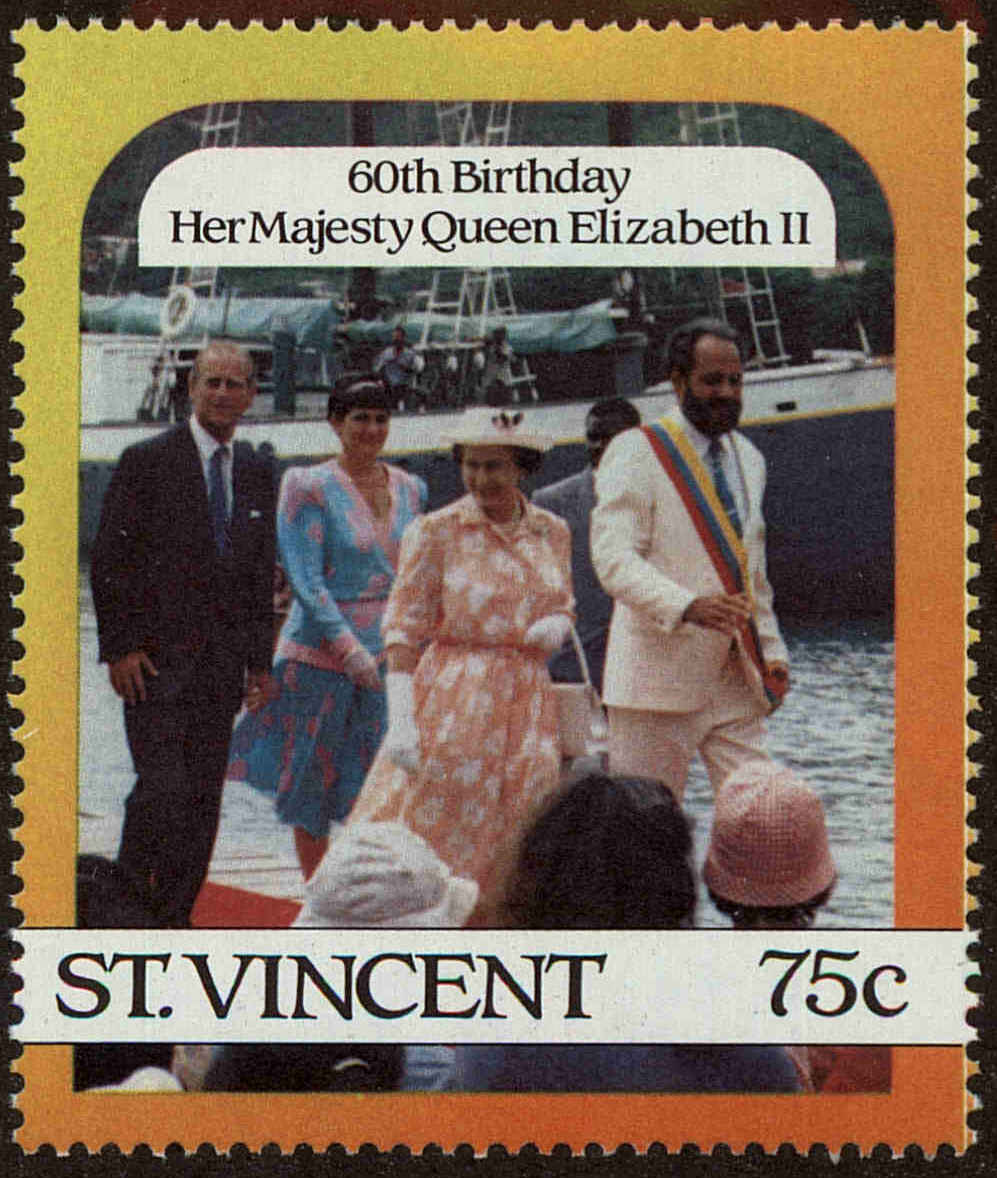 60th Birthday
Her Majesty Queen Elizabeth II
ST. VINCENT 75c